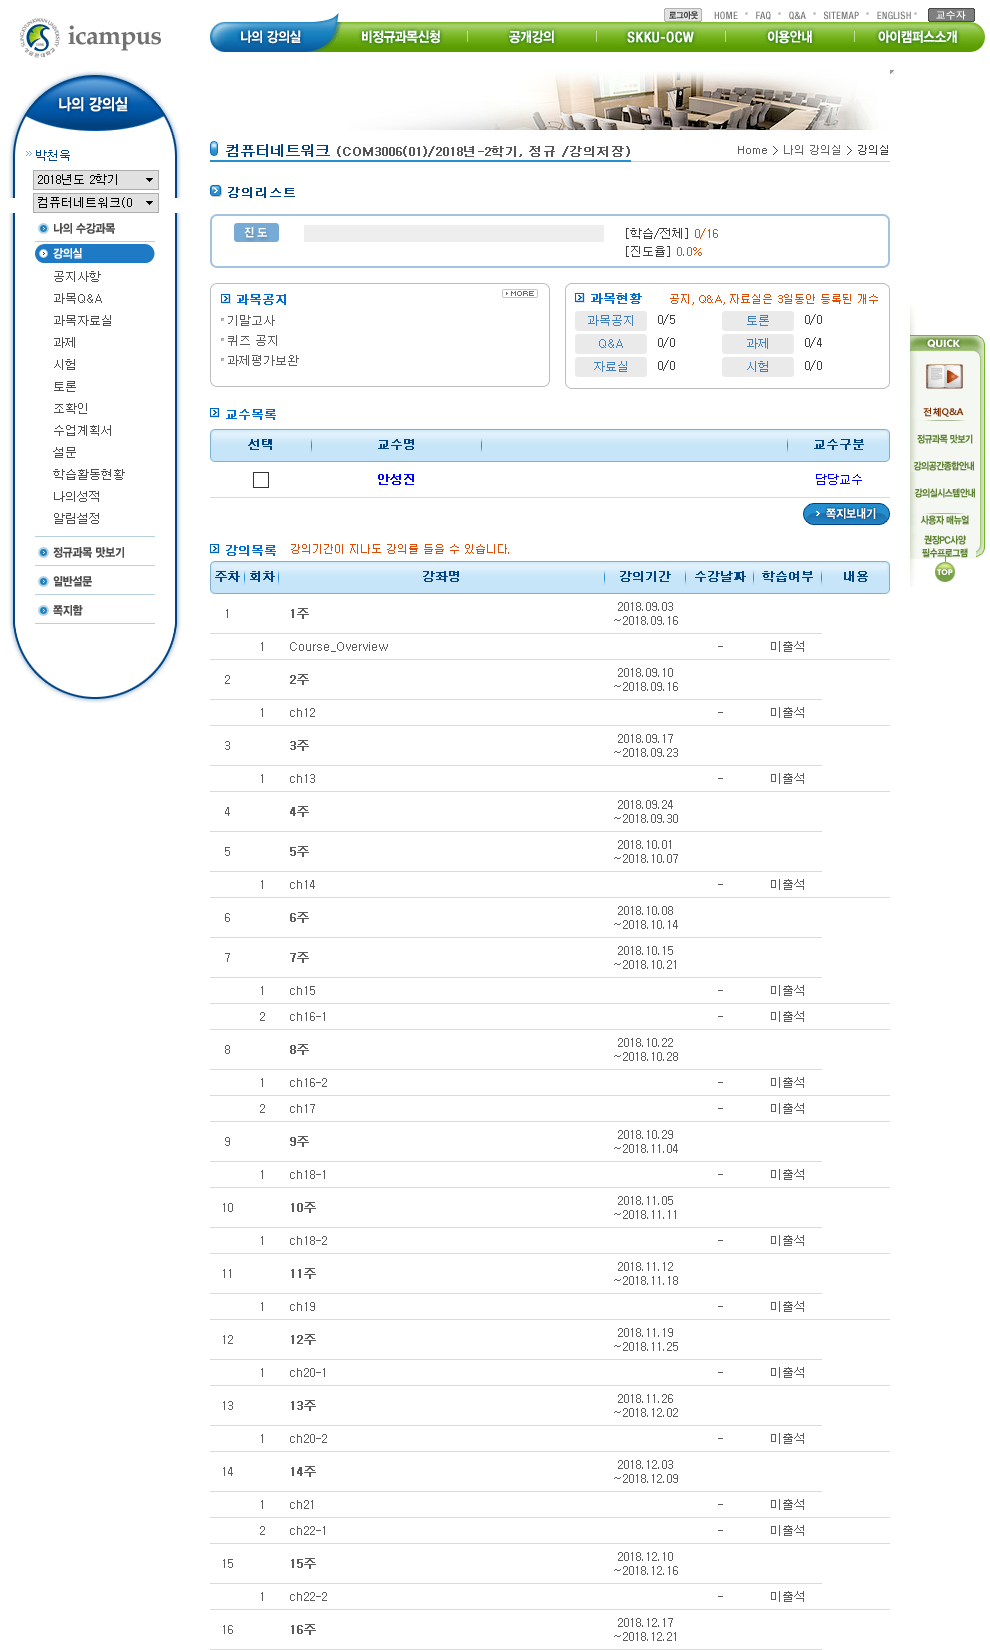 로그아웃 HOME FAQ Q&A SITEMAP ENGLISH 교수자
icampus
나의 강의실 비정규과목신청 공개강의 SKKU-OCW 이용안내 아이캠퍼스소개
나의 강의실
박천욱
2018년도 2학기
컴퓨터네트워크(0
나의 수강과목
강의실
공지사항
과목Q&A
과목자료실
과제
시험
토론
조확인
수업계획서
설문
학습활동현황
나의성적
알림설정
정규과목 맛보기
일반설문
쪽지함
컴퓨터네트워크 (COM3006(01)/2018년-2학기, 정규 /강의저장)
Home > 나의 강의실 > 강의실
강의리스트
진도
[학습/전체] 0/16
[진도율] 0.0%
과목공지 MORE
기말고사
퀴즈 공지
과제평가보완
과목현황 공지, Q&A, 자료실은 3일동안 등록된 개수
과목공지 0/5 토론 0/0
Q&A 0/0 과제 0/4
자료실 0/0 시험 0/0
교수목록
선택 교수명 교수구분
안성진 담당교수
쪽지보내기
강의목록 강의기간이 지나도 강의를 들을 수 있습니다.
주차 회차 강좌명 강의기간 수강날짜 학습여부 내용
1 1주 2018.09.03
~2018.09.16
1 Course_Overview - 미출석
2 2주 2018.09.10
~2018.09.16
1 ch12 - 미출석
3 3주 2018.09.17
~2018.09.23
1 ch13 - 미출석
4 4주 2018.09.24
~2018.09.30
5 5주 2018.10.01
~2018.10.07
1 ch14 - 미출석
6 6주 2018.10.08
~2018.10.14
7 7주 2018.10.15
~2018.10.21
1 ch15 - 미출석
2 ch16-1 - 미출석
8 8주 2018.10.22
~2018.10.28
1 ch16-2 - 미출석
2 ch17 - 미출석
9 9주 2018.10.29
~2018.11.04
1 ch18-1 - 미출석
10 10주 2018.11.05
~2018.11.11
1 ch18-2 - 미출석
11 11주 2018.11.12
~2018.11.18
1 ch19 - 미출석
12 12주 2018.11.19
~2018.11.25
1 ch20-1 - 미출석
13 13주 2018.11.26
~2018.12.02
1 ch20-2 - 미출석
14 14주 2018.12.03
~2018.12.09
1 ch21 - 미출석
2 ch22-1 - 미출석
15 15주 2018.12.10
~2018.12.16
1 ch22-2 - 미출석
16 16주 2018.12.17
~2018.12.21
QUICK
전체Q&A
정규과목 맛보기
강의공간종합안내
강의실시스템안내
사용자 매뉴얼
권장PC사양
필수프로그램
TOP